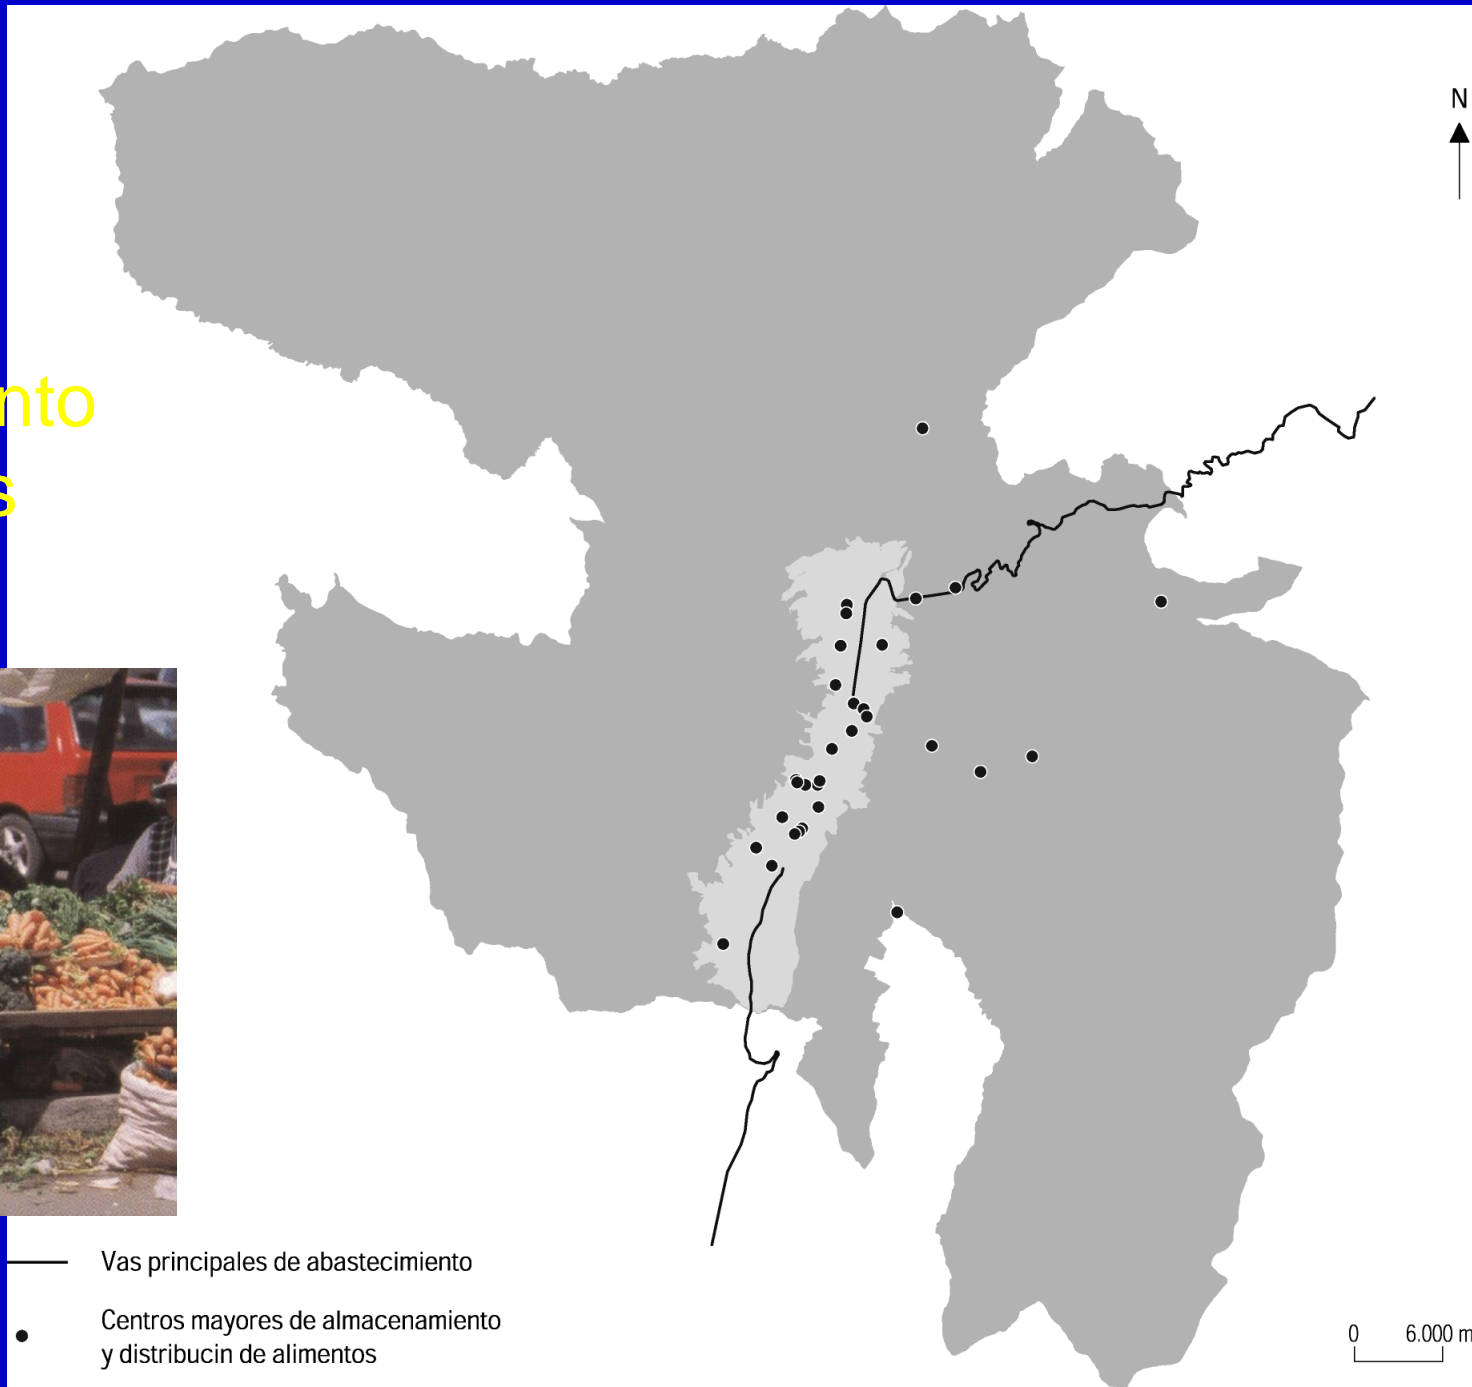 N
nto
s
Vas principales de abastecimiento
Centros mayores de almacenamiento
y distribucin de alimentos
0 6.000 m